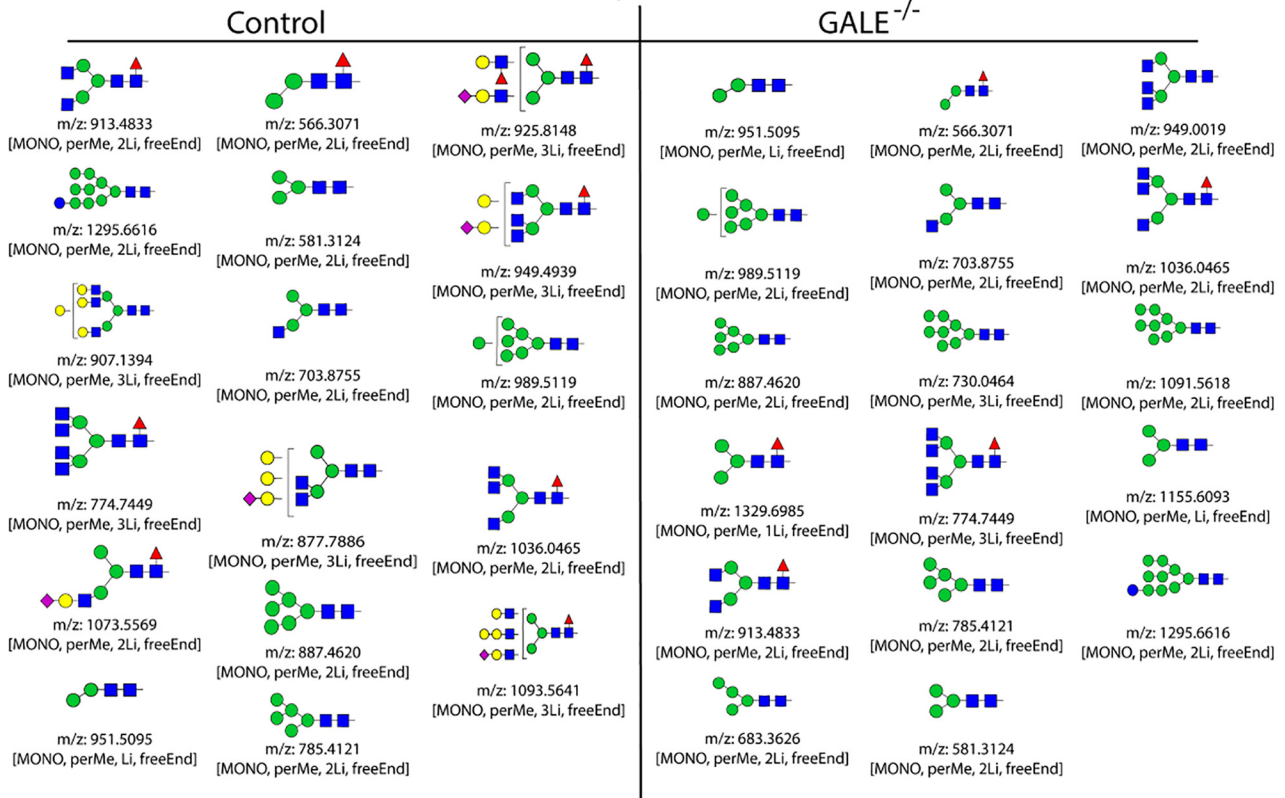 Control
GALE-/-
m/z: 913.4833
[MONO, perMe, 2Li, freeEnd]
m/z: 1295.6616
[MONO, perMe, 2Li, freeEnd]
m/z: 907.1394
[MONO, perMe, 3Li, freeEnd]
m/z: 774.7449
[MONO, perMe, 3Li, freeEnd]
m/z: 1073.5569
[MONO, perMe, 2Li, freeEnd]
m/z: 951.5095
[MONO, perMe, Li, freeEnd]
m/z: 566.3071
[MONO, perMe, 2Li, freeEnd]
m/z: 581.3124
[MONO, perMe, 2Li, freeEnd]
m/z: 703.8755
[MONO, perMe, 2Li, freeEnd]
m/z: 877.7886
[MONO, perMe, 3Li, freeEnd]
m/z: 887.4620
[MONO, perMe, 2Li, freeEnd]
m/z: 785.4121
[MONO, perMe, 2Li, freeEnd]
m/z: 925.8148
[MONO, perMe, 3Li, freeEnd]
m/z: 949.4939
[MONO, perMe, 3Li, freeEnd]
m/z: 989.5119
[MONO, perMe, 2Li, freeEnd]
m/z: 1036.0465
[MONO, perMe, 2Li, freeEnd]
m/z: 1093.5641
[MONO, perMe, 3Li, freeEnd]
m/z: 951.5095
[MONO, perMe, Li, freeEnd]
m/z: 989.5119
[MONO, perMe, 2Li, freeEnd]
m/z: 887.4620
[MONO, perMe, 2Li, freeEnd]
m/z: 1329.6985
[MONO, perMe, 1Li, freeEnd]
m/z: 913.4833
[MONO, perMe, 2Li, freeEnd]
m/z: 683.3626
[MONO, perMe, 2Li, freeEnd]
m/z: 566.3071
[MONO, perMe, 2Li, freeEnd]
m/z: 703.8755
[MONO, perMe, 2Li, freeEnd]
m/z: 730.0464
[MONO, perMe, 3Li, freeEnd]
m/z: 774.7449
[MONO, perMe, 3Li, freeEnd]
m/z: 785.4121
[MONO, perMe, 2Li, freeEnd]
m/z: 581.3124
[MONO, perMe, 2Li, freeEnd]
m/z: 949.0019
[MONO, perMe, 2Li, freeEnd]
m/z: 1036.0465
[MONO, perMe, 2Li, freeEnd]
m/z: 1091.5618
[MONO, perMe, 2Li, freeEnd]
m/z: 1155.6093
[MONO, perMe, Li, freeEnd]
m/z: 1295.6616
[MONO, perMe, 2Li, freeEnd]